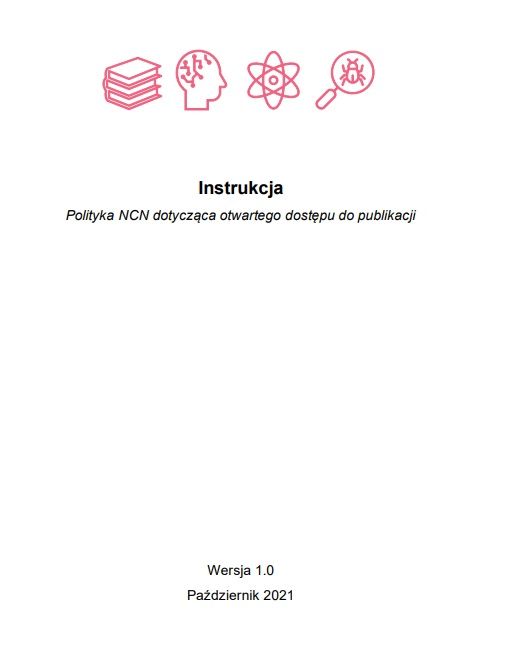 Instrukcja
Polityka NCN dotycząca otwartego dostępu do publikacji
Wersja 1.0
Październik 2021